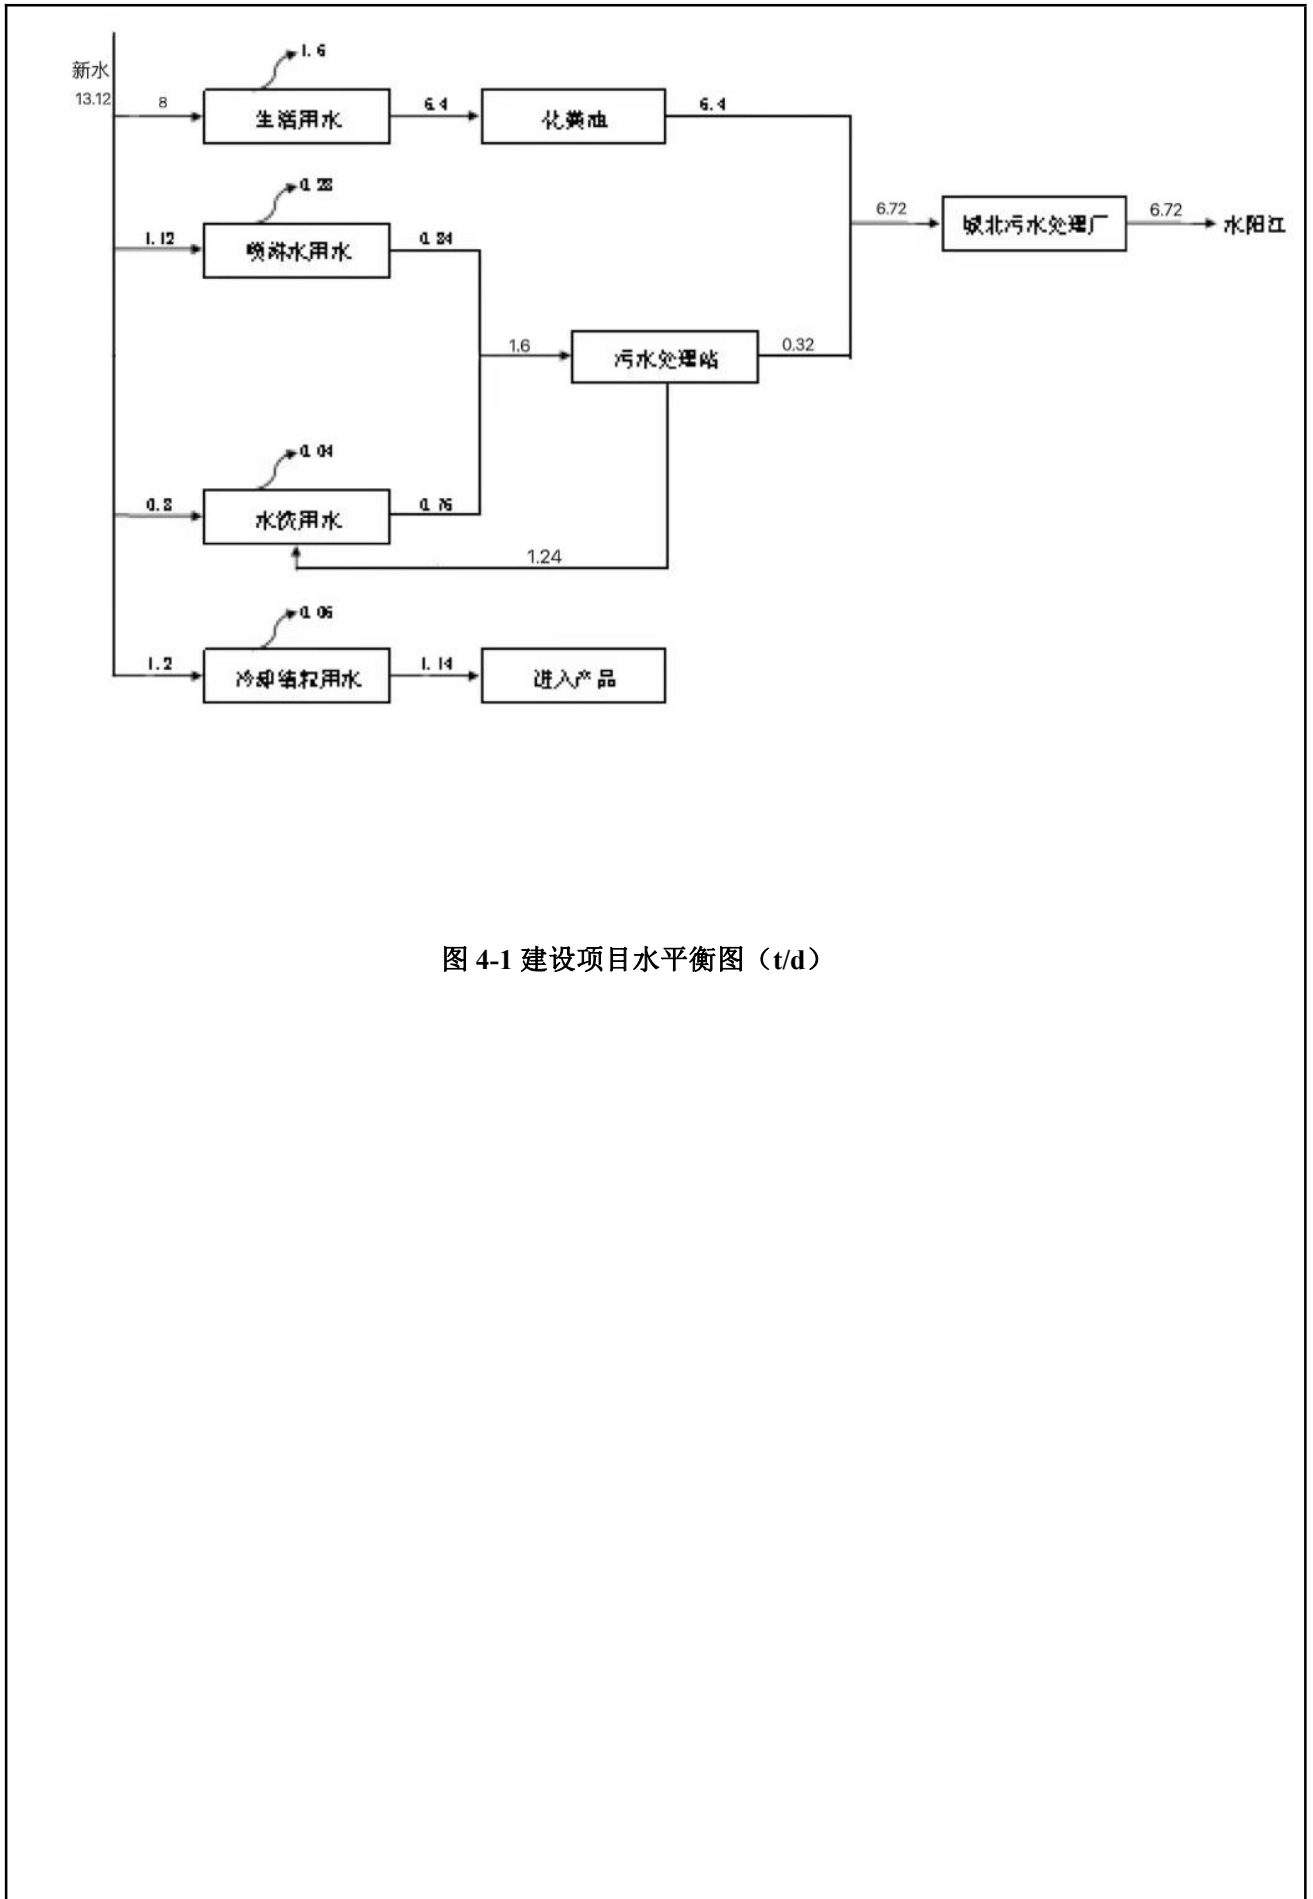 新水
13.12
1.6
8
生活用水
6.4
化粪池
6.4
0.28
1.12
喷淋水用水
0.84
6.72
城北污水处理厂
6.72
水阳江
1.6
污水处理站
0.32
0.04
0.8
水洗用水
0.76
1.24
0.06
1.2
冷却结粒用水
1.14
进入产品
图 4-1 建设项目水平衡图（t/d）